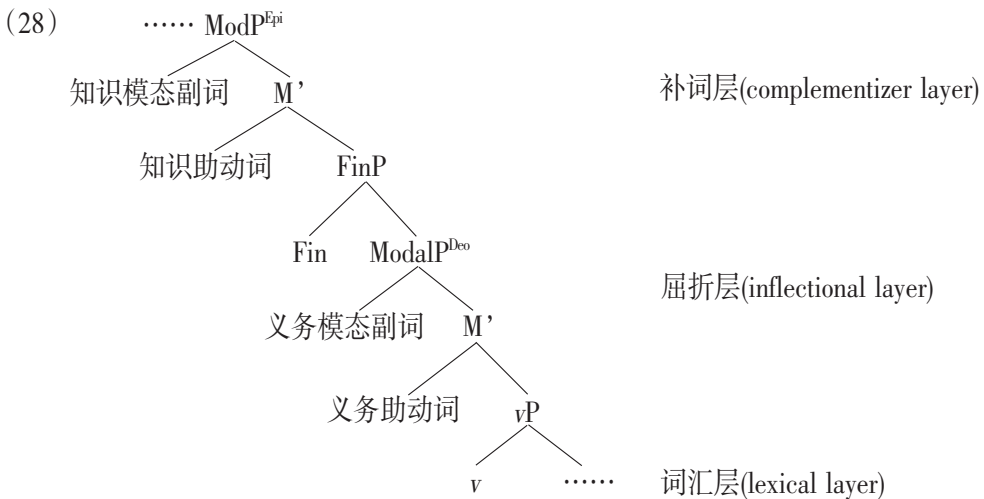 (28) …… ModP^Epi
知识模态副词 M’ 补词层(complementizer layer)
知识助动词 FinP
Fin ModalP^Deo
屈折层(inflectional layer)
义务模态副词 M’
义务助动词 vP
v …… 词汇层(lexical layer)